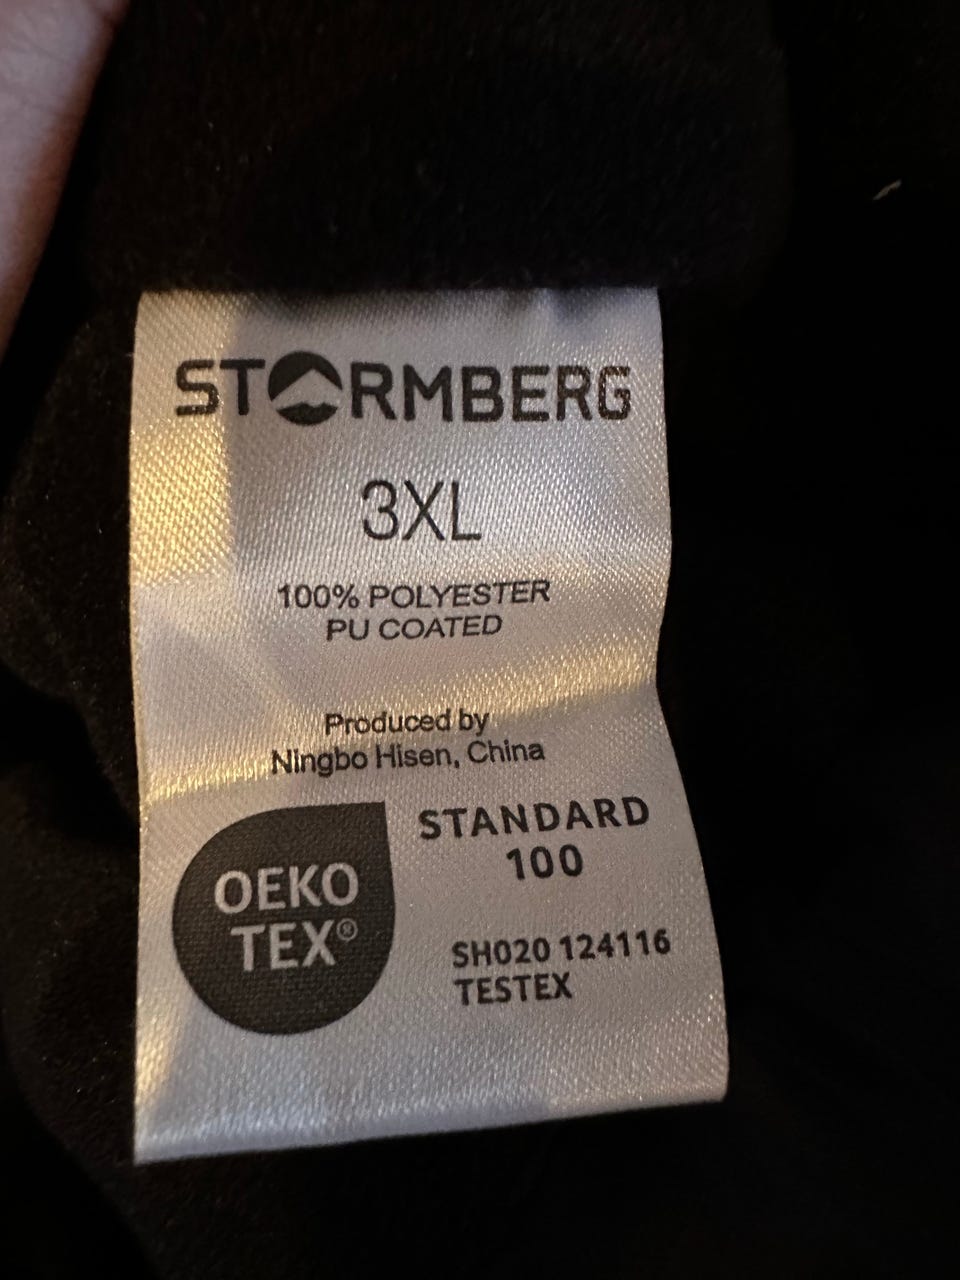 STORMBERG
3XL
100% POLYESTER
PU COATED
Produced by
Ningbo Hisen, China
OEKO
TEX®
STANDARD
100
SH020 124116
TESTEX